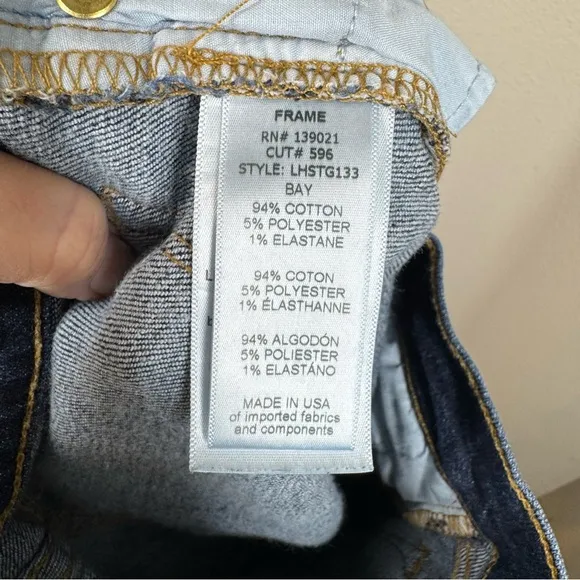 FRAME
RN# 139021
CUT# 596
STYLE: LHSTG133
BAY
94% COTTON
5% POLYESTER
1% ELASTANE
94% COTON
5% POLYESTER
1% ÉLASTHANNE
94% ALGODÓN
5% POLIESTER
1% ELASTÁNO
MADE IN USA
of imported fabrics
and components